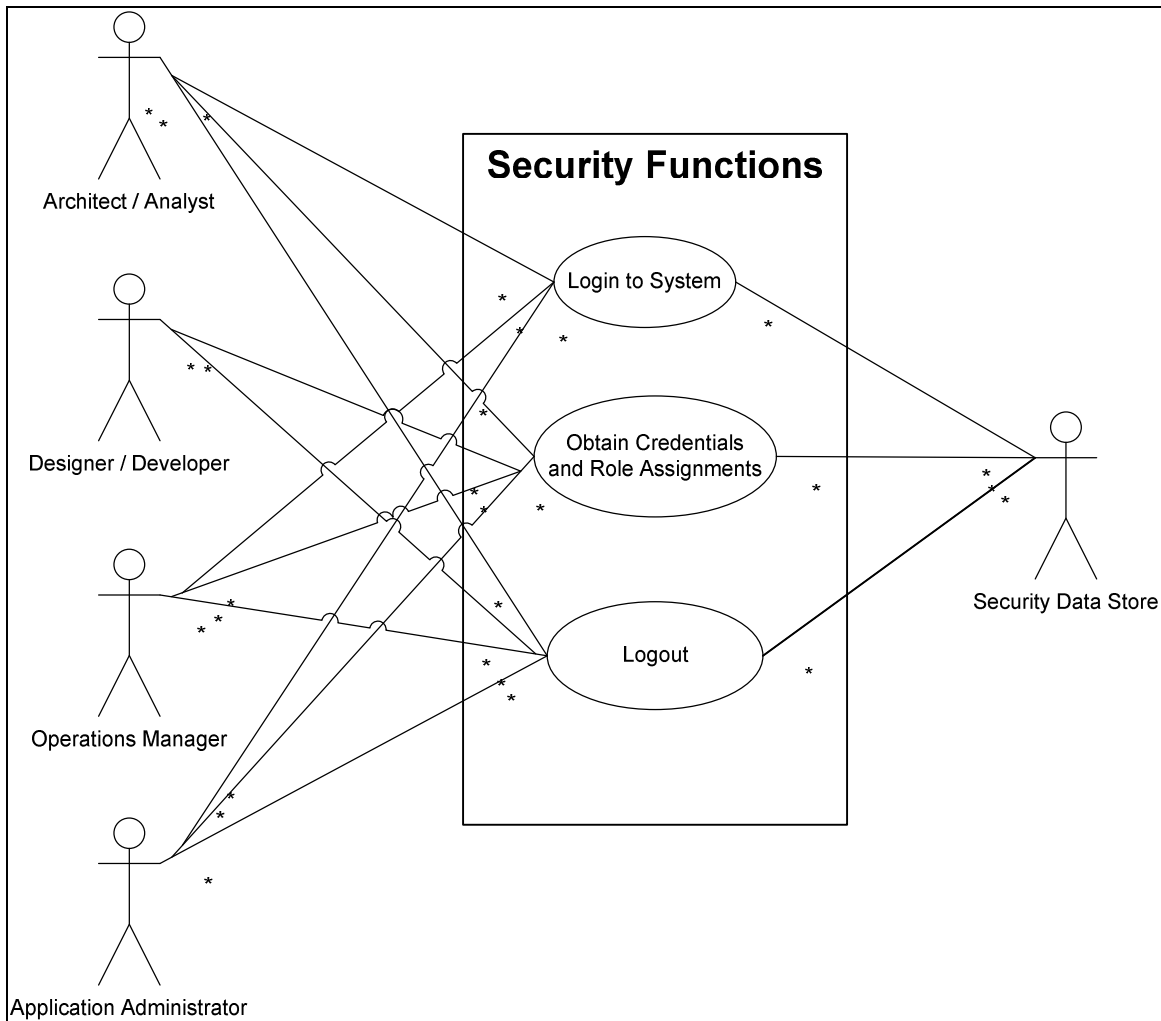 Architect / Analyst
Security Functions
Login to System
Designer / Developer
Obtain Credentials
and Role Assignments
Security Data Store
Logout
Operations Manager
Application Administrator
* * *
* * * *
* *
*
* *
* * *
* *
* *
* * *
* * *
* *
*